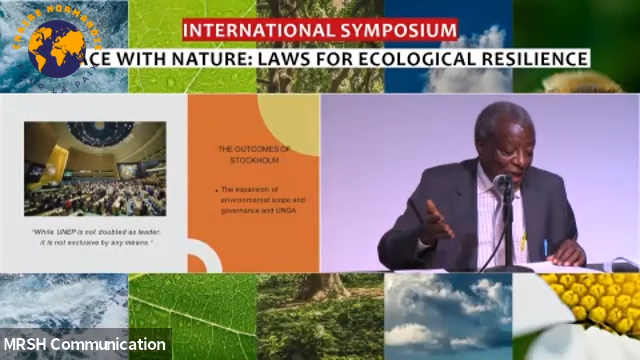 INTERNATIONAL SYMPOSIUM
ACE WITH NATURE: LAWS FOR ECOLOGICAL RESILIENCE
THE OUTCOMES OF
STOCKHOLM
• The expansion of
environmental scope and
governance and UNGA
"While UNEP is not doubted as leader,
it is not exclusive by any means."
MRSH Communication